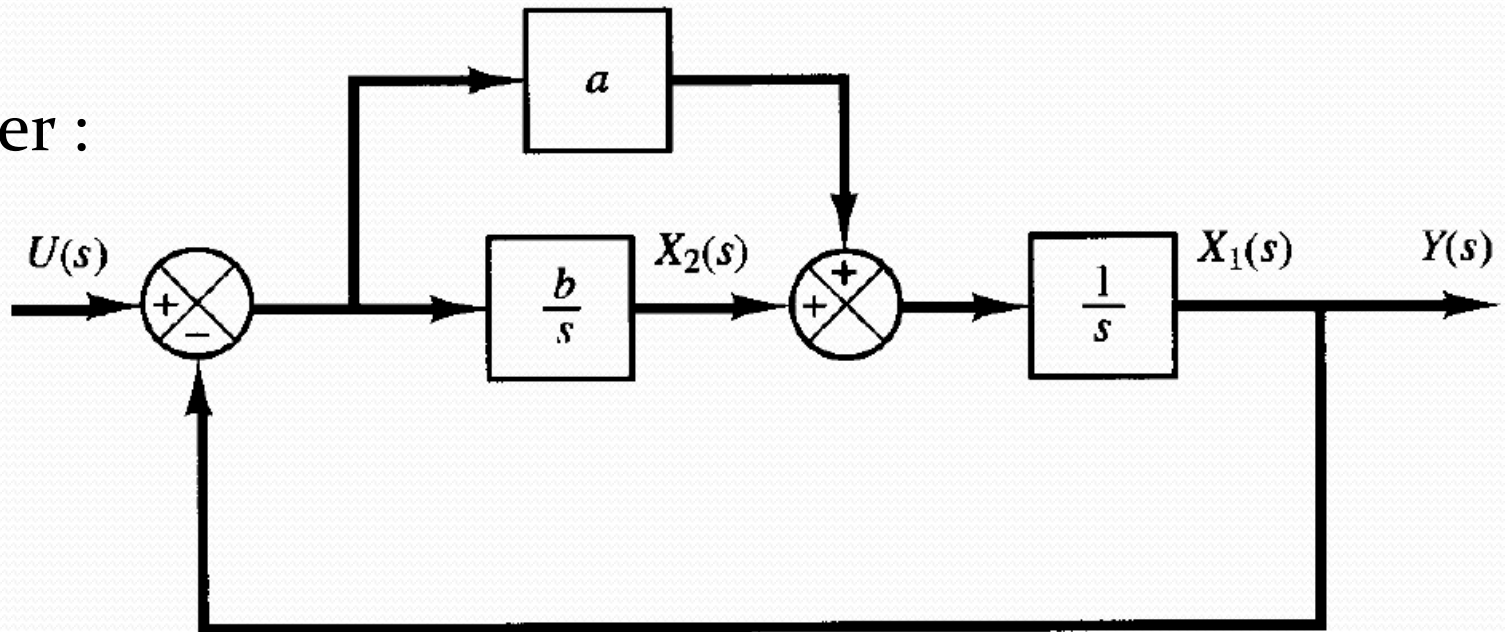 a
er :
U(s)
+
−
b
s
X₂(s)
+
+
1
s
X₁(s)
Y(s)